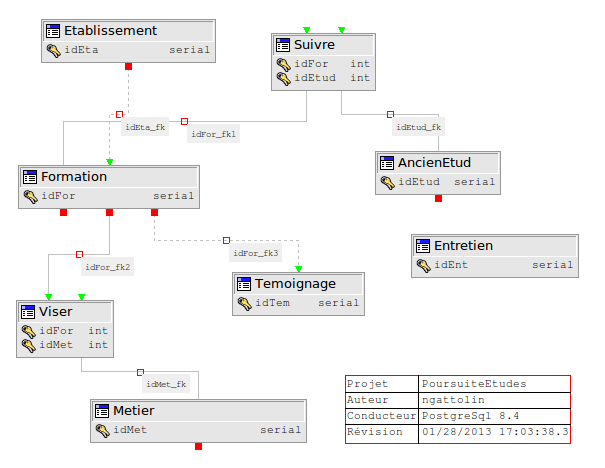 Etablissement
idEta serial
Suivre
idFor int
idEtud int
idEta_fk
idFor_fk1
idEtud_fk
Formation
idFor serial
AncienEtud
idEtud serial
idFor_fk2
idFor_fk3
Entretien
idEnt serial
Temoignage
idTem serial
Viser
idFor int
idMet int
idMet_fk
Metier
idMet serial
Projet PoursuiteEtudes
Auteur ngattolin
Conducteur PostgreSql 8.4
Révision 01/28/2013 17:03:38.3